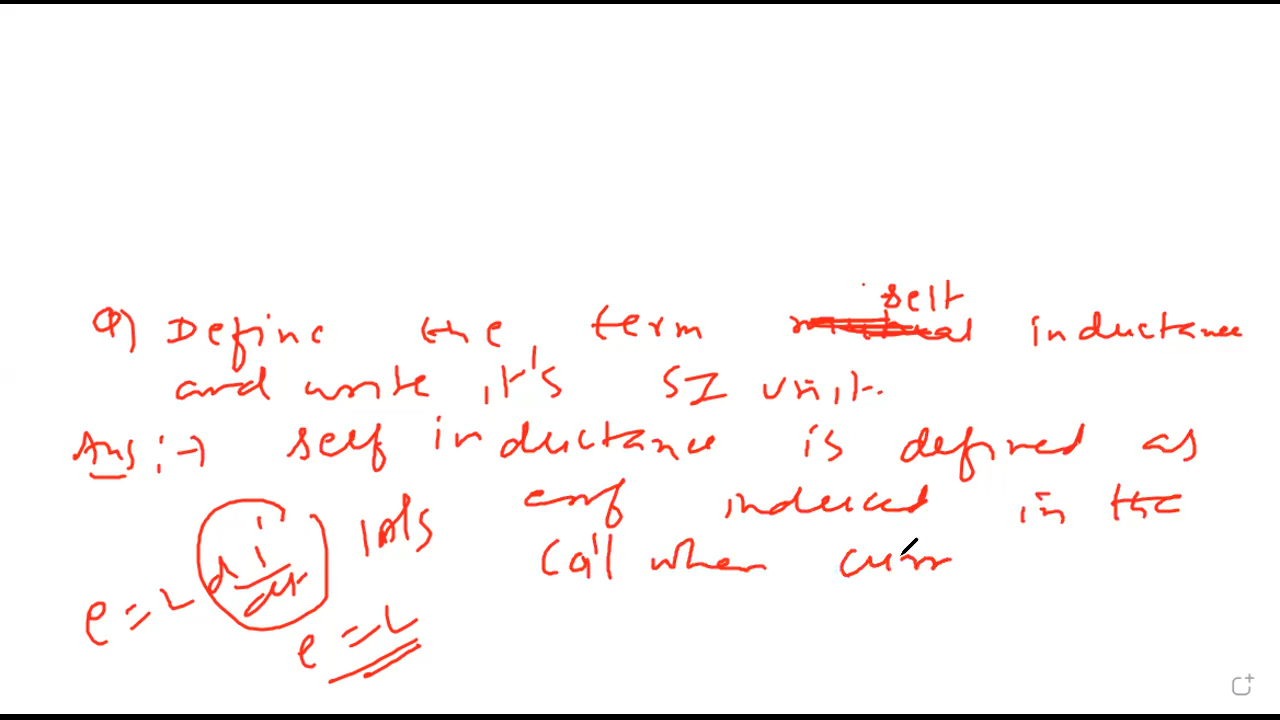 Q) Define the term self inductance
and write it's SI unit.
Ans :→ self inductance is defined as
emf induced in the
coil when curr
e = L di/dt 1A/s
e = L